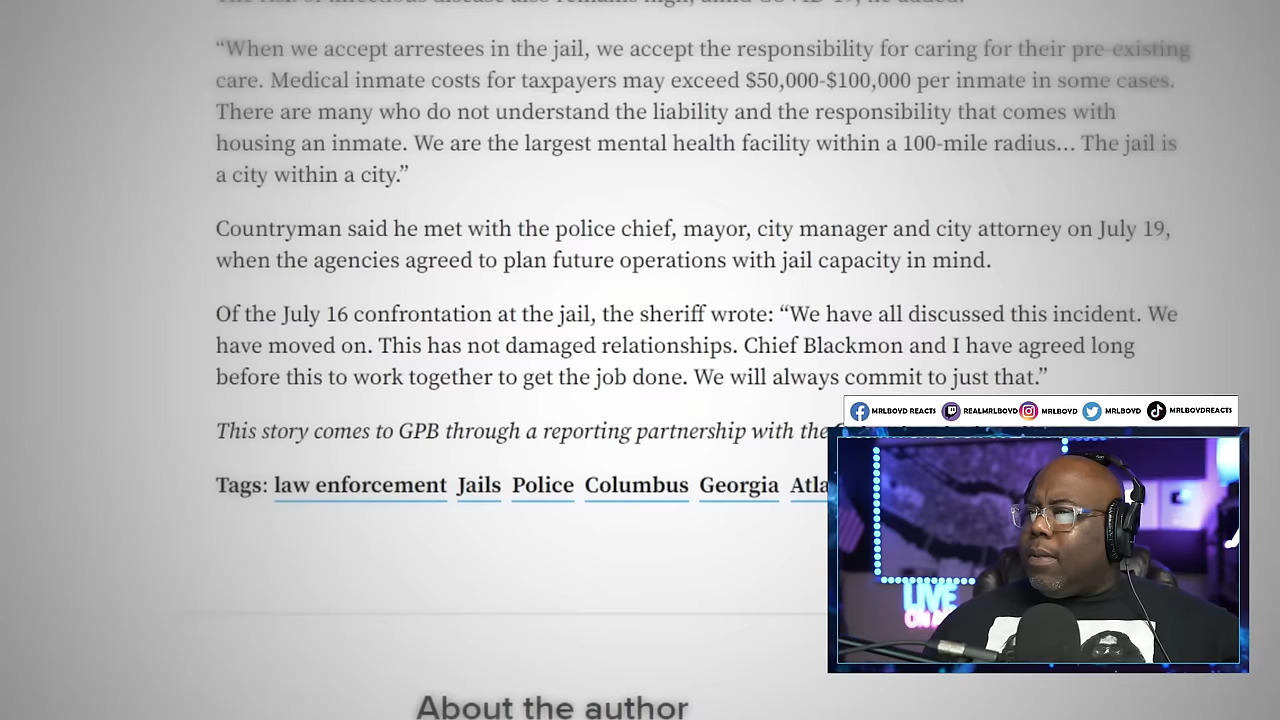 “When we accept arrestees in the jail, we accept the responsibility for caring for their pre-existing
care. Medical inmate costs for taxpayers may exceed $50,000-$100,000 per inmate in some cases.
There are many who do not understand the liability and the responsibility that comes with
housing an inmate. We are the largest mental health facility within a 100-mile radius… The jail is
a city within a city.”
Countryman said he met with the police chief, mayor, city manager and city attorney on July 19,
when the agencies agreed to plan future operations with jail capacity in mind.
Of the July 16 confrontation at the jail, the sheriff wrote: “We have all discussed this incident. We
have moved on. This has not damaged relationships. Chief Blackmon and I have agreed long
before this to work together to get the job done. We will always commit to just that.”
MRLBOYD REACTS REALMRLBOYD MRLBOYD MRLBOYD MRLBOYDREACTS
This story comes to GPB through a reporting partnership with the
Tags: law enforcement Jails Police Columbus Georgia Atla
LIVE
ON A
About the author